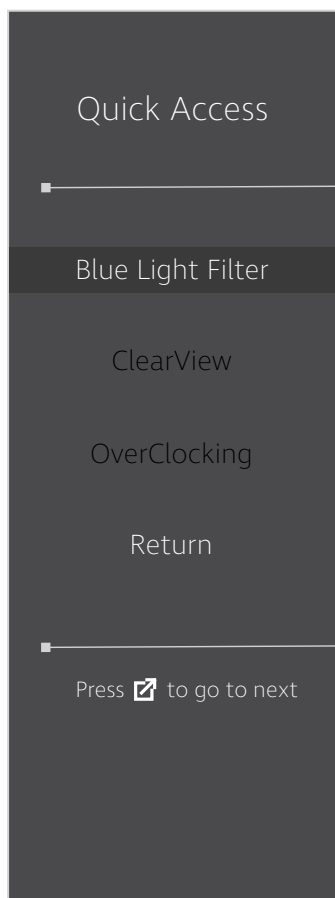 Quick Access
Blue Light Filter
ClearView
OverClocking
Return
Press to go to next